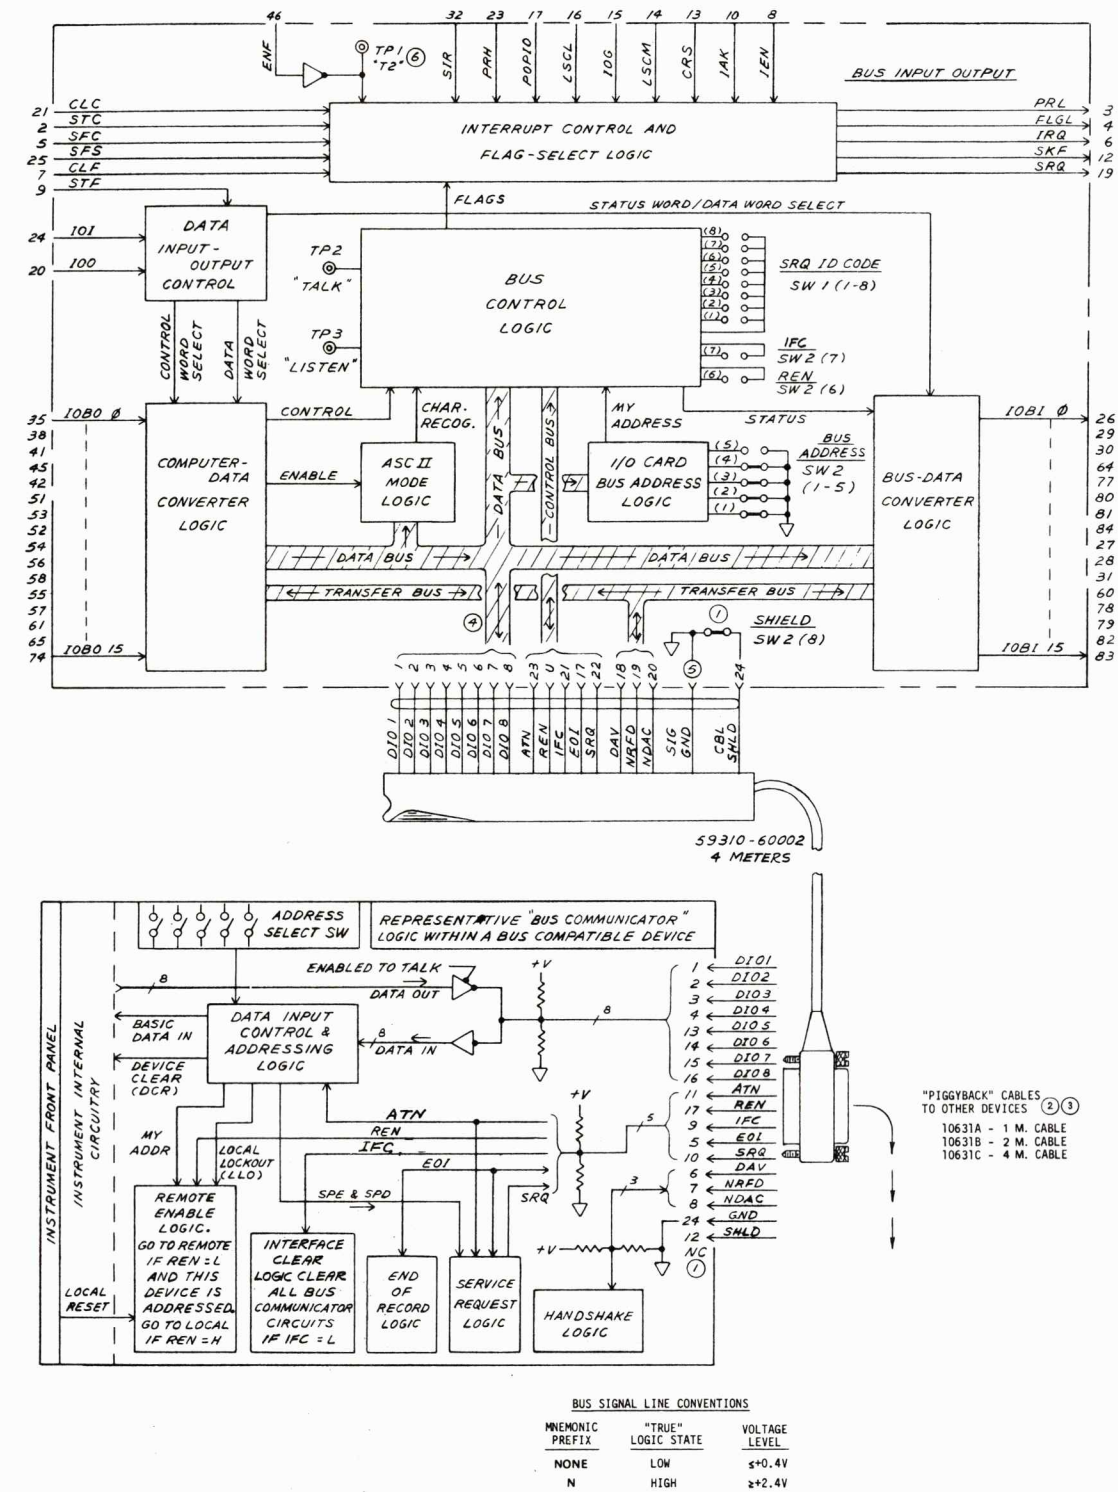 46 32 23 17 16 15 14 13 10 8
ENF
TP1 ⑥
"T2"
SIR
PRH
POPIO
LSCL
IOG
LSCM
CRS
IAK
IEN
BUS INPUT OUTPUT
21 CLC
2 STC
5 SFC
25 SFS
7 CLF
9 STF
INTERRUPT CONTROL AND
FLAG-SELECT LOGIC
PRL 3
FLGL 4
IRQ 6
SKF 12
SRQ 19
FLAGS
STATUS WORD/DATA WORD SELECT
24 IOI
20 IOO
DATA
INPUT-
OUTPUT
CONTROL
TP2
"TALK"
TP3
"LISTEN"
BUS
CONTROL
LOGIC
(8)
(7)
(6)
(5)
(4)
(3)
(2)
(1)
SRQ ID CODE
SW 1 (1-8)
(7)
IFC
SW2 (7)
(6)
REN
SW2 (6)
CONTROL
WORD
SELECT
DATA
WORD
SELECT
35 IOBO Ø
38
41
45
42
51
53
52
54
56
58
55
57
61
65
74 IOBO 15
COMPUTER-
DATA
CONVERTER
LOGIC
CONTROL
CHAR.
RECOG.
ENABLE
ASC II
MODE
LOGIC
DATA BUS
CONTROL BUS
MY
ADDRESS
STATUS
I/O CARD
BUS ADDRESS
LOGIC
(5)
(4)
(3)
(2)
(1)
BUS
ADDRESS
SW2
(1-5)
BUS-DATA
CONVERTER
LOGIC
IOBI Ø 26
29
30
64
77
80
81
84
27
28
31
60
78
79
82
IOBI 15 83
DATA BUS
DATA BUS
TRANSFER BUS
TRANSFER BUS
④
①
SHIELD
SW2 (8)
⑤
1 2 3 4 5 6 7 8 23 U 21 17 22 18 19 20 24
DIO 1
DIO 2
DIO 3
DIO 4
DIO 5
DIO 6
DIO 7
DIO 8
ATN
REN
IFC
EOI
SRQ
DAV
NRFD
NDAC
SIG
GND
CBL
SHLD
59310-60002
4 METERS
ADDRESS
SELECT SW
REPRESENTATIVE "BUS COMMUNICATOR"
LOGIC WITHIN A BUS COMPATIBLE DEVICE
INSTRUMENT FRONT PANEL
INSTRUMENT INTERNAL
CIRCUITRY
ENABLED TO TALK
8
DATA OUT
+V
BASIC
DATA IN
DATA INPUT
CONTROL &
ADDRESSING
LOGIC
8
DATA IN
8
DEVICE
CLEAR
(DCR)
1 DIO1
2 DIO2
3 DIO3
4 DIO4
13 DIO5
14 DIO6
15 DIO7
16 DIO8
11 ATN
17 REN
9 IFC
5 EOI
10 SRQ
6 DAV
7 NRFD
8 NDAC
24 GND
12 SHLD
NC
①
"PIGGYBACK" CABLES
TO OTHER DEVICES ② ③
10631A - 1 M. CABLE
10631B - 2 M. CABLE
10631C - 4 M. CABLE
MY
ADDR
LOCAL
LOCKOUT
(LLO)
ATN
REN
IFC
EOI
SRQ
+V
5
SPE & SPD
3
+V
LOCAL
RESET
REMOTE
ENABLE
LOGIC.
GO TO REMOTE
IF REN = L
AND THIS
DEVICE IS
ADDRESSED.
GO TO LOCAL
IF REN = H
INTERFACE
CLEAR
LOGIC CLEAR
ALL BUS
COMMUNICATOR
CIRCUITS
IF IFC = L
END
OF
RECORD
LOGIC
SERVICE
REQUEST
LOGIC
HANDSHAKE
LOGIC
BUS SIGNAL LINE CONVENTIONS
MNEMONIC PREFIX "TRUE" LOGIC STATE VOLTAGE LEVEL
NONE LOW ≤+0.4V
N HIGH ≥+2.4V